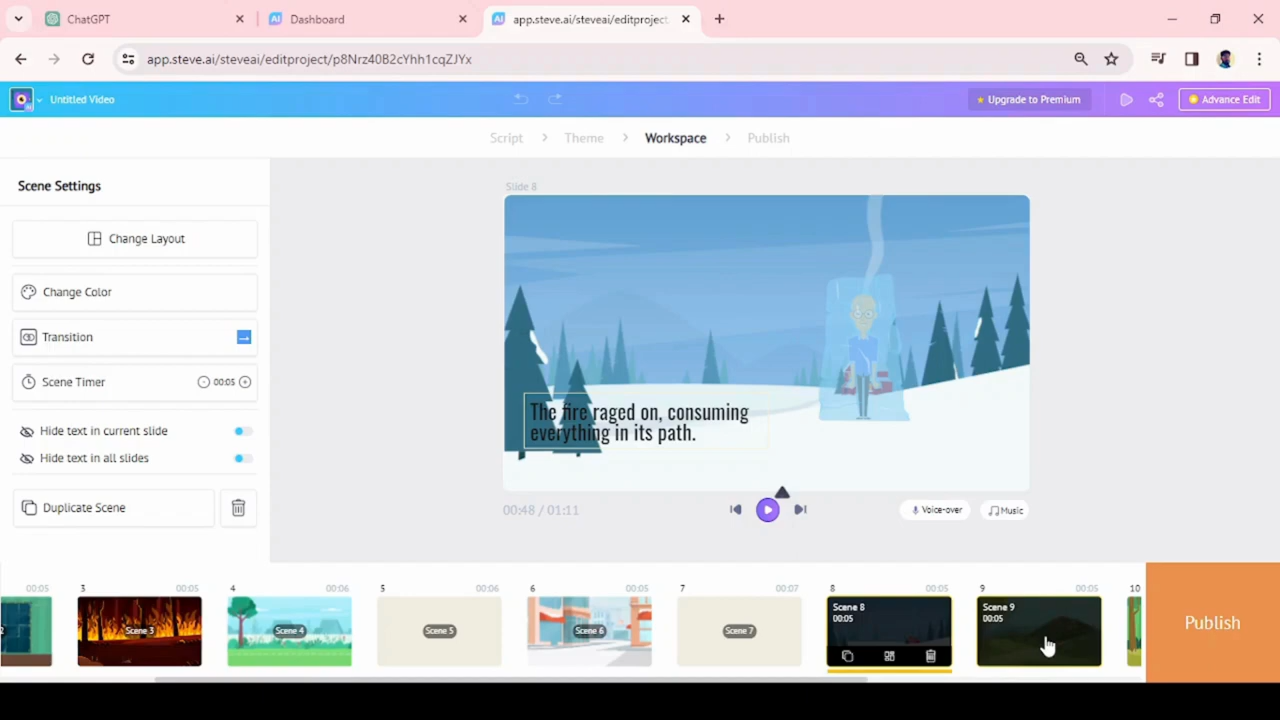 ChatGPT
Dashboard
app.steve.ai/steveai/editproject
app.steve.ai/steveai/editproject/p8Nrz40B2cYhh1cqZJYx
Untitled Video
Upgrade to Premium
Advance Edit
Script
Theme
Workspace
Publish
Scene Settings
Change Layout
Change Color
Transition
Scene Timer
00:05
Hide text in current slide
Hide text in all slides
Duplicate Scene
Slide 8
The fire raged on, consuming
everything in its path.
00:48 / 01:11
Voice-over
Music
00:05
2
3
00:05
Scene 3
4
00:06
Scene 4
5
00:06
Scene 5
6
00:05
Scene 6
7
00:07
Scene 7
8
00:05
Scene 8
00:05
9
00:05
Scene 9
00:05
10
Publish